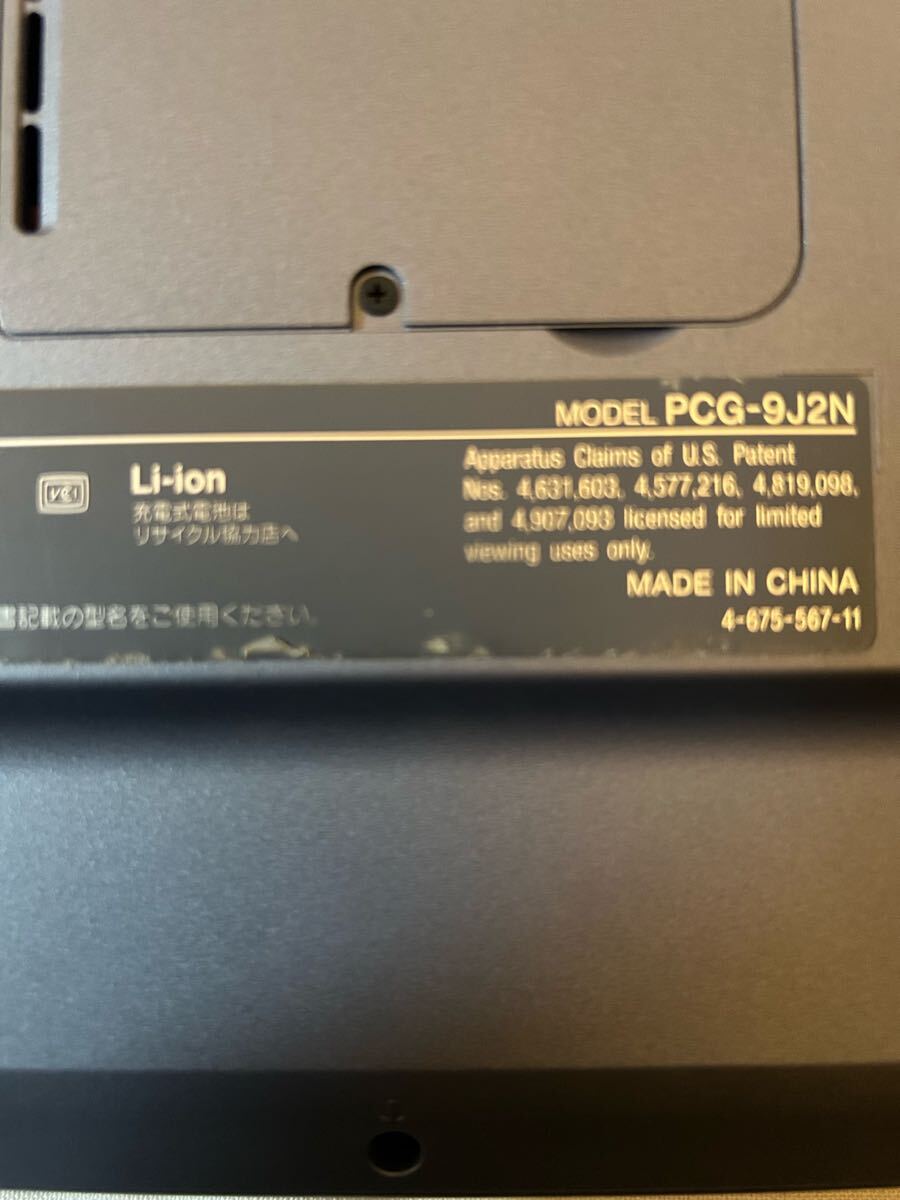 MODEL PCG-9J2N
Apparatus Claims of U.S. Patent
Nos. 4,631,603, 4,577,216, 4,819,098,
and 4,907,093 licensed for limited
viewing uses only.
MADE IN CHINA
4-675-567-11
VCI
Li-ion
充電式電池は
リサイクル協力店へ
書記載の型名をご使用ください。